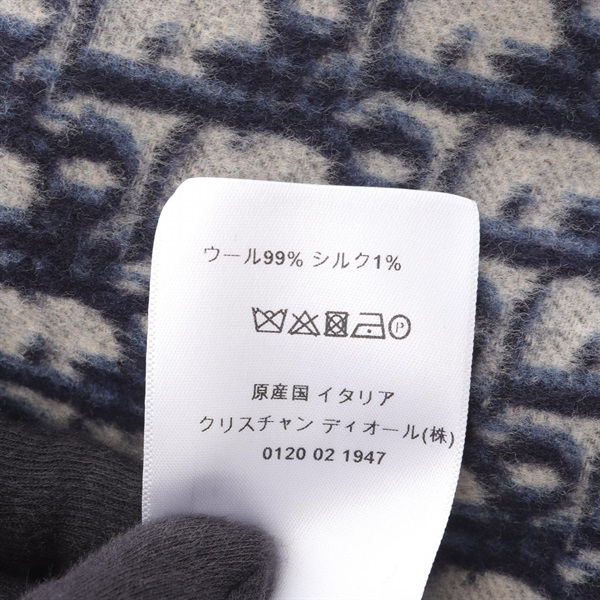 ウール99% シルク1%
P
原産国 イタリア
クリスチャン ディオール(株)
0120 02 1947